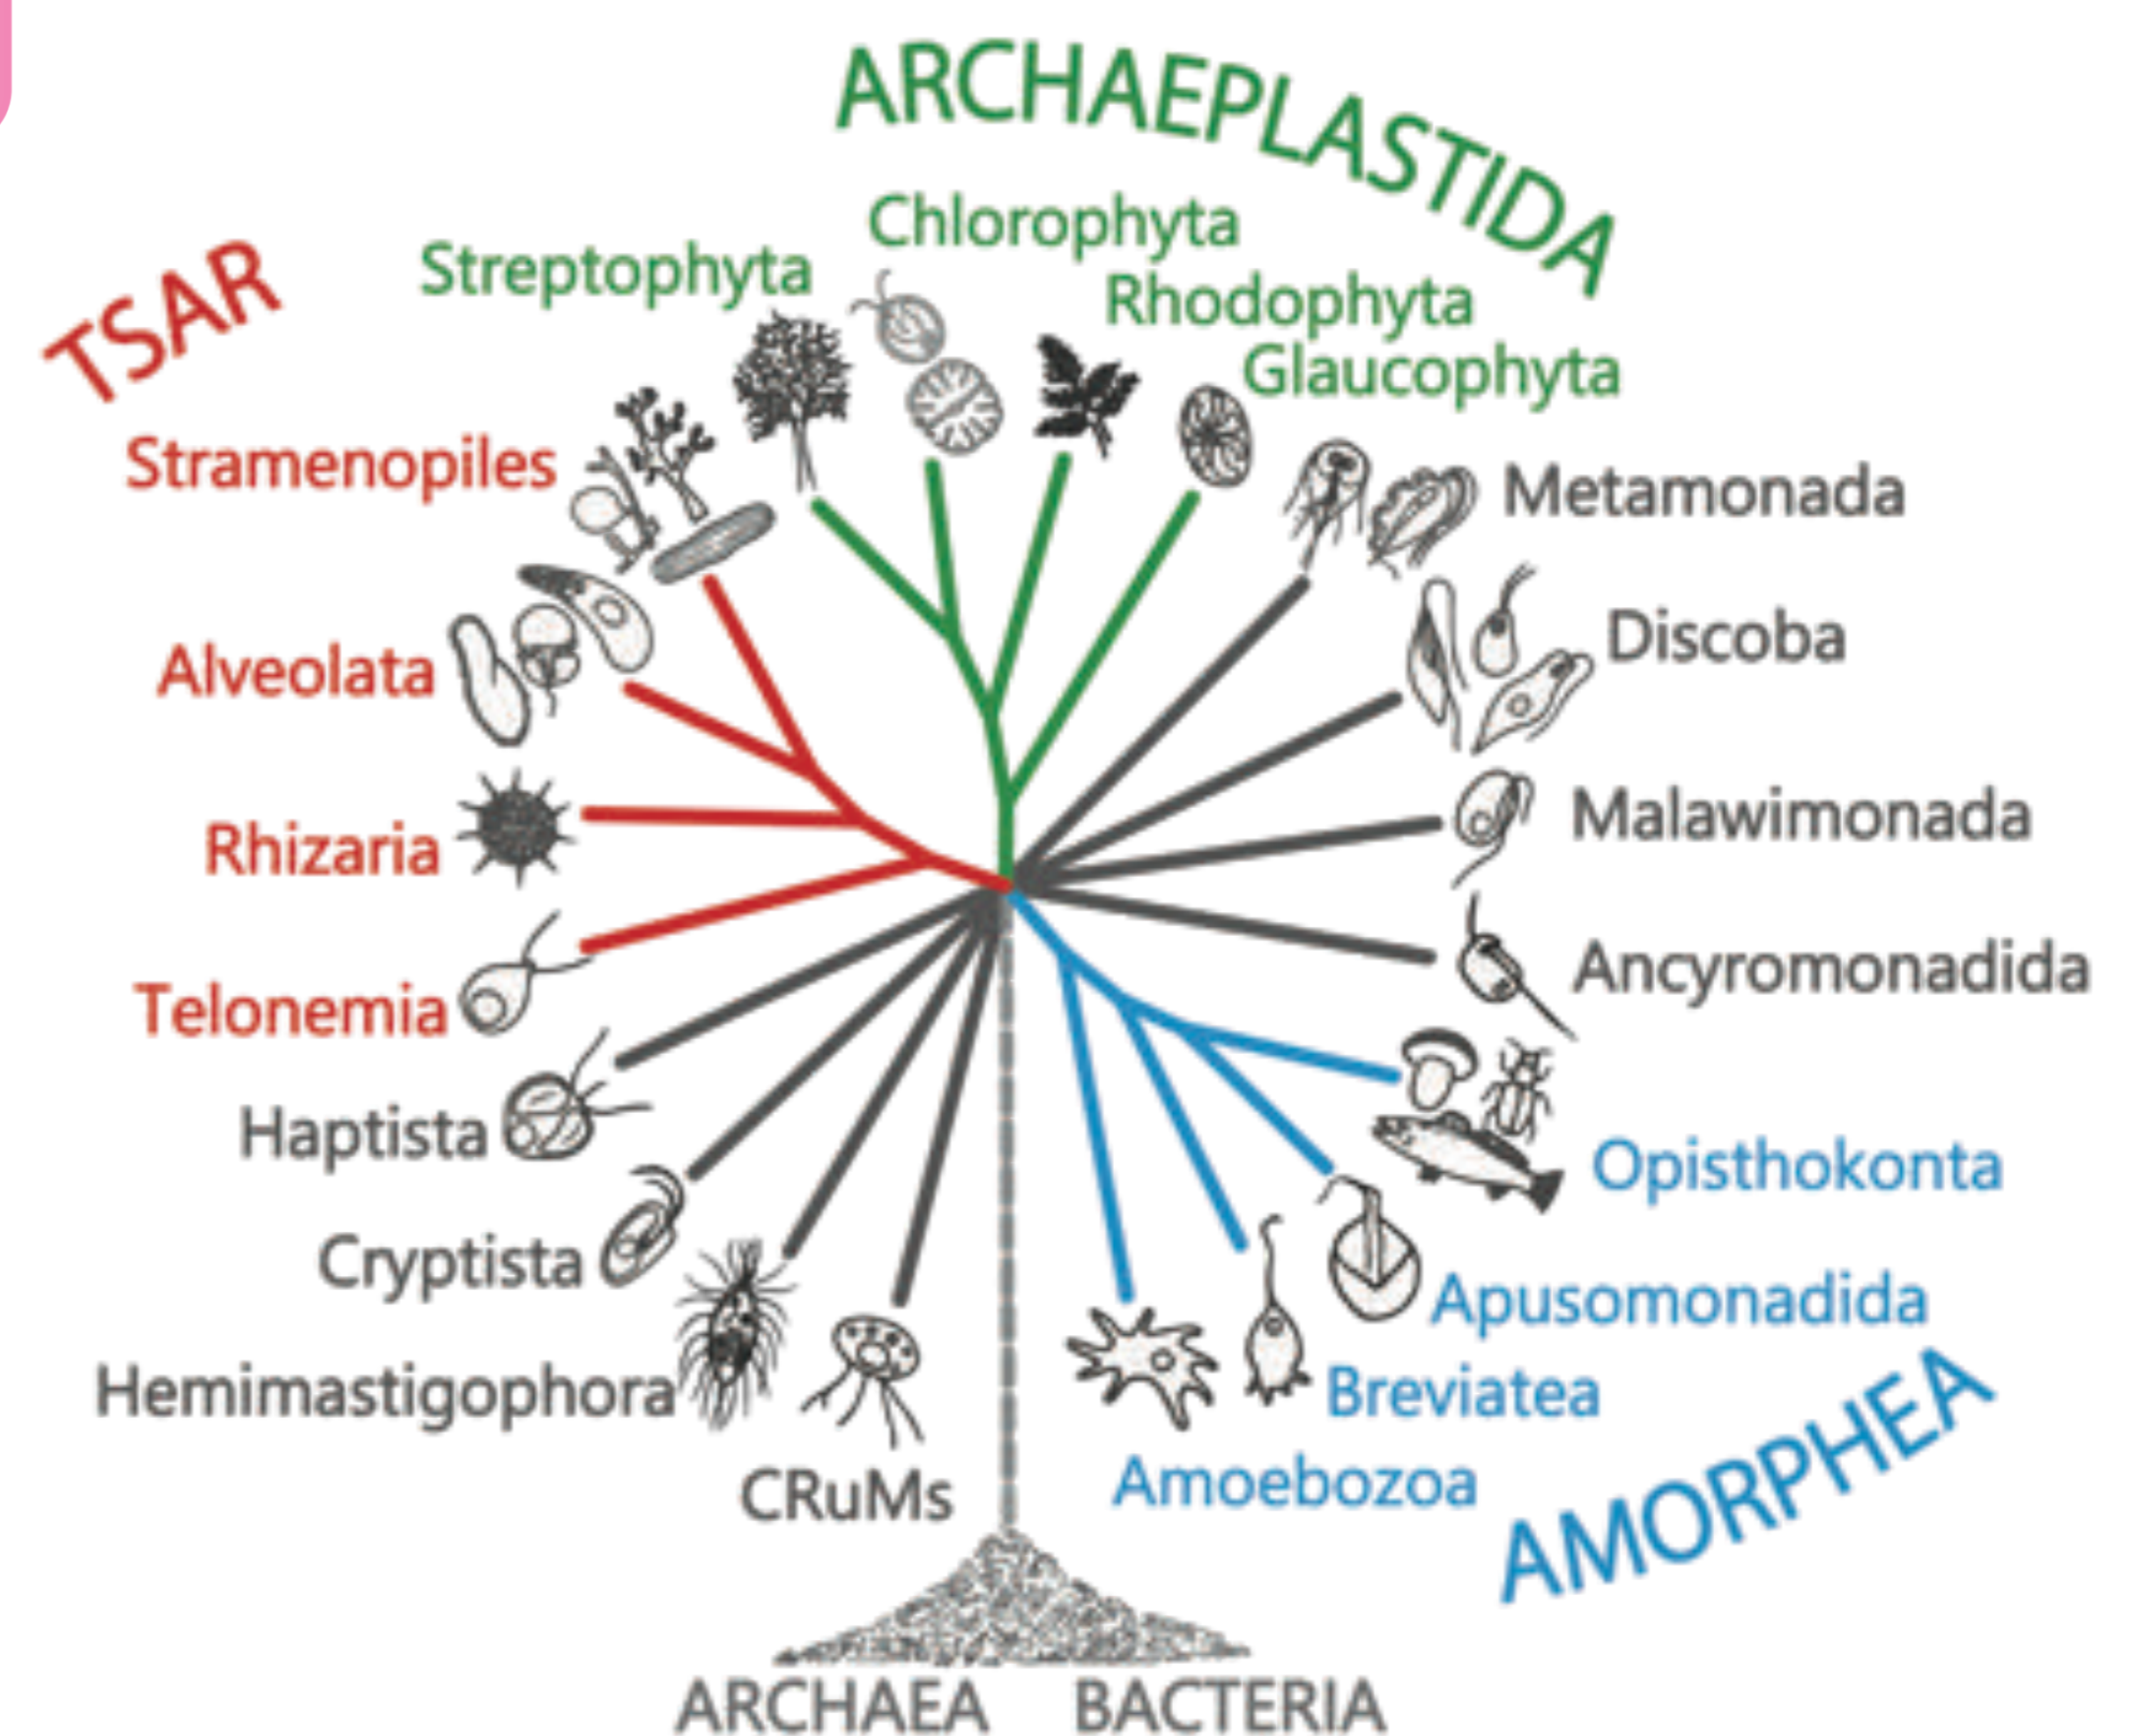 ARCHAEPLASTIDA
Chlorophyta
Streptophyta
Rhodophyta
Glaucophyta
TSAR
Stramenopiles
Metamonada
Discoba
Alveolata
Malawimonada
Rhizaria
Ancyromonadida
Telonemia
Haptista
Opisthokonta
Cryptista
Apusomonadida
Hemimastigophora
Breviatea
CRuMs
Amoebozoa
AMORPHEA
ARCHAEA BACTERIA